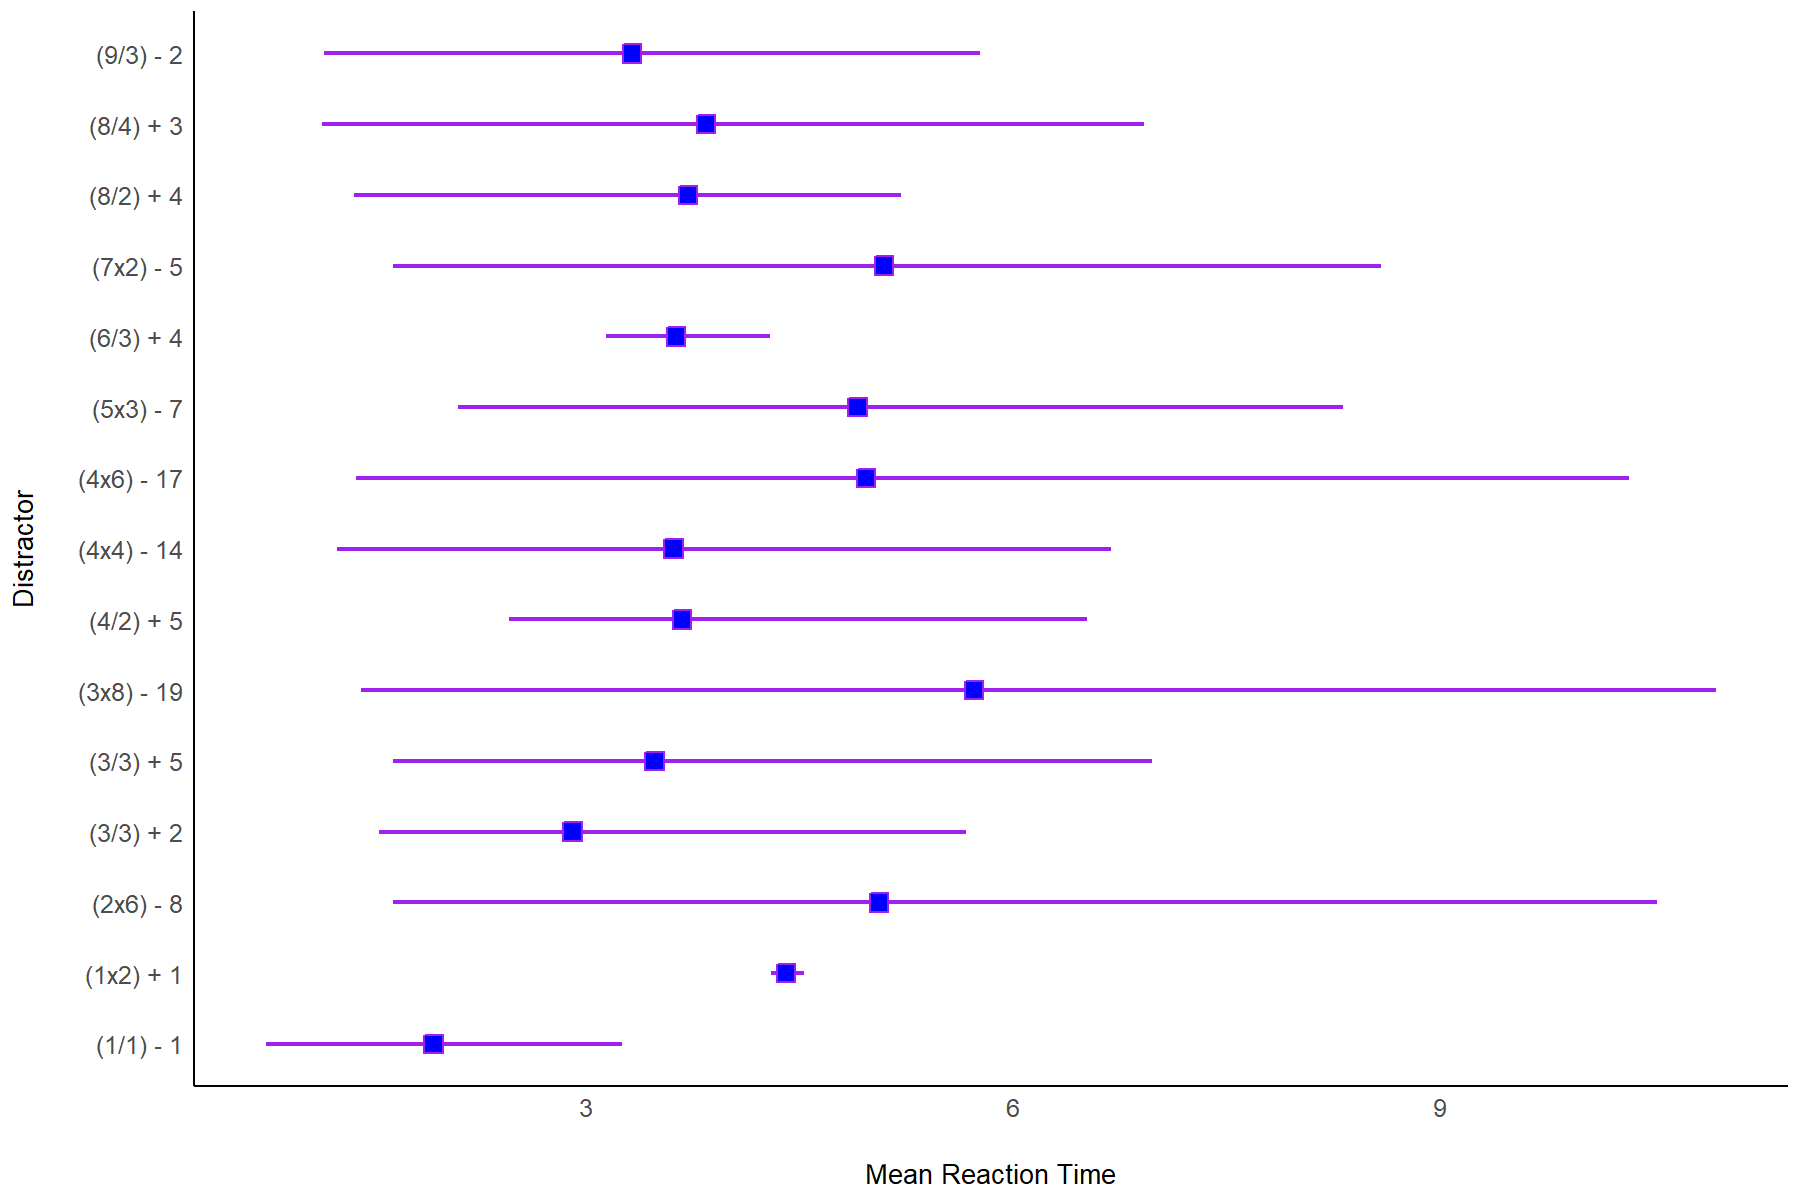 (9/3) - 2
(8/4) + 3
(8/2) + 4
(7x2) - 5
(6/3) + 4
(5x3) - 7
(4x6) - 17
(4x4) - 14
(4/2) + 5
(3x8) - 19
(3/3) + 5
(3/3) + 2
(2x6) - 8
(1x2) + 1
(1/1) - 1
Distractor
3 6 9
Mean Reaction Time